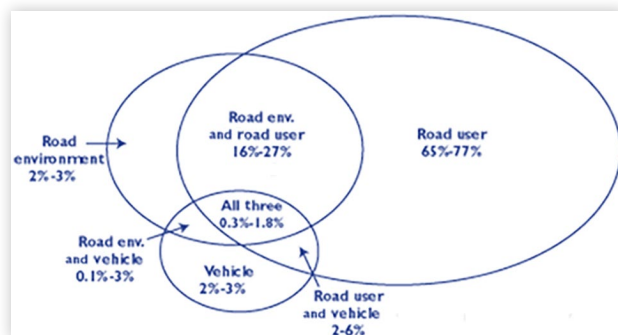 Road env.
and road user
16%-27%
Road user
65%-77%
Road
environment
2%-3%
All three
0.3%-1.8%
Road env.
and vehicle
0.1%-3%
Vehicle
2%-3%
Road user
and vehicle
2-6%